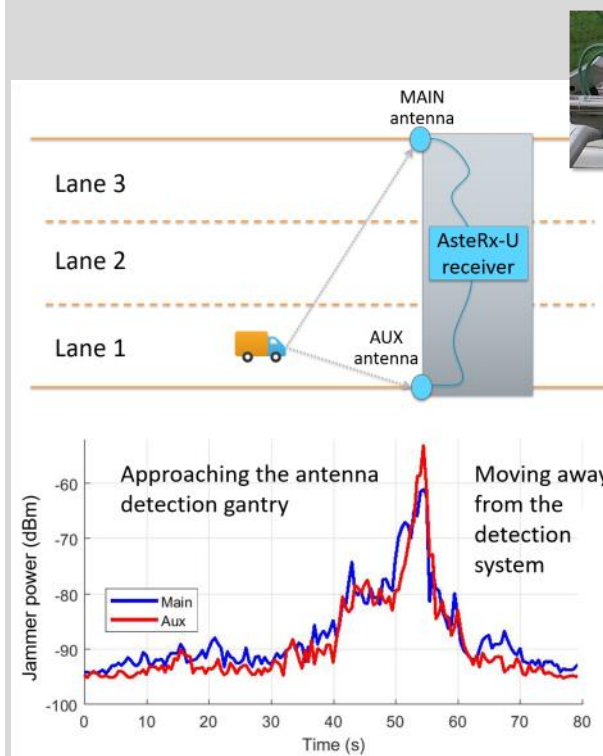 MAIN
antenna
Lane 3
Lane 2
AsteRx-U
receiver
Lane 1
AUX
antenna
Approaching the antenna
detection gantry
Moving away
from the
detection
system
Main
Aux
Jammer power (dBm)
-60
-70
-80
-90
-100
0 10 20 30 40 50 60 70 80
Time (s)